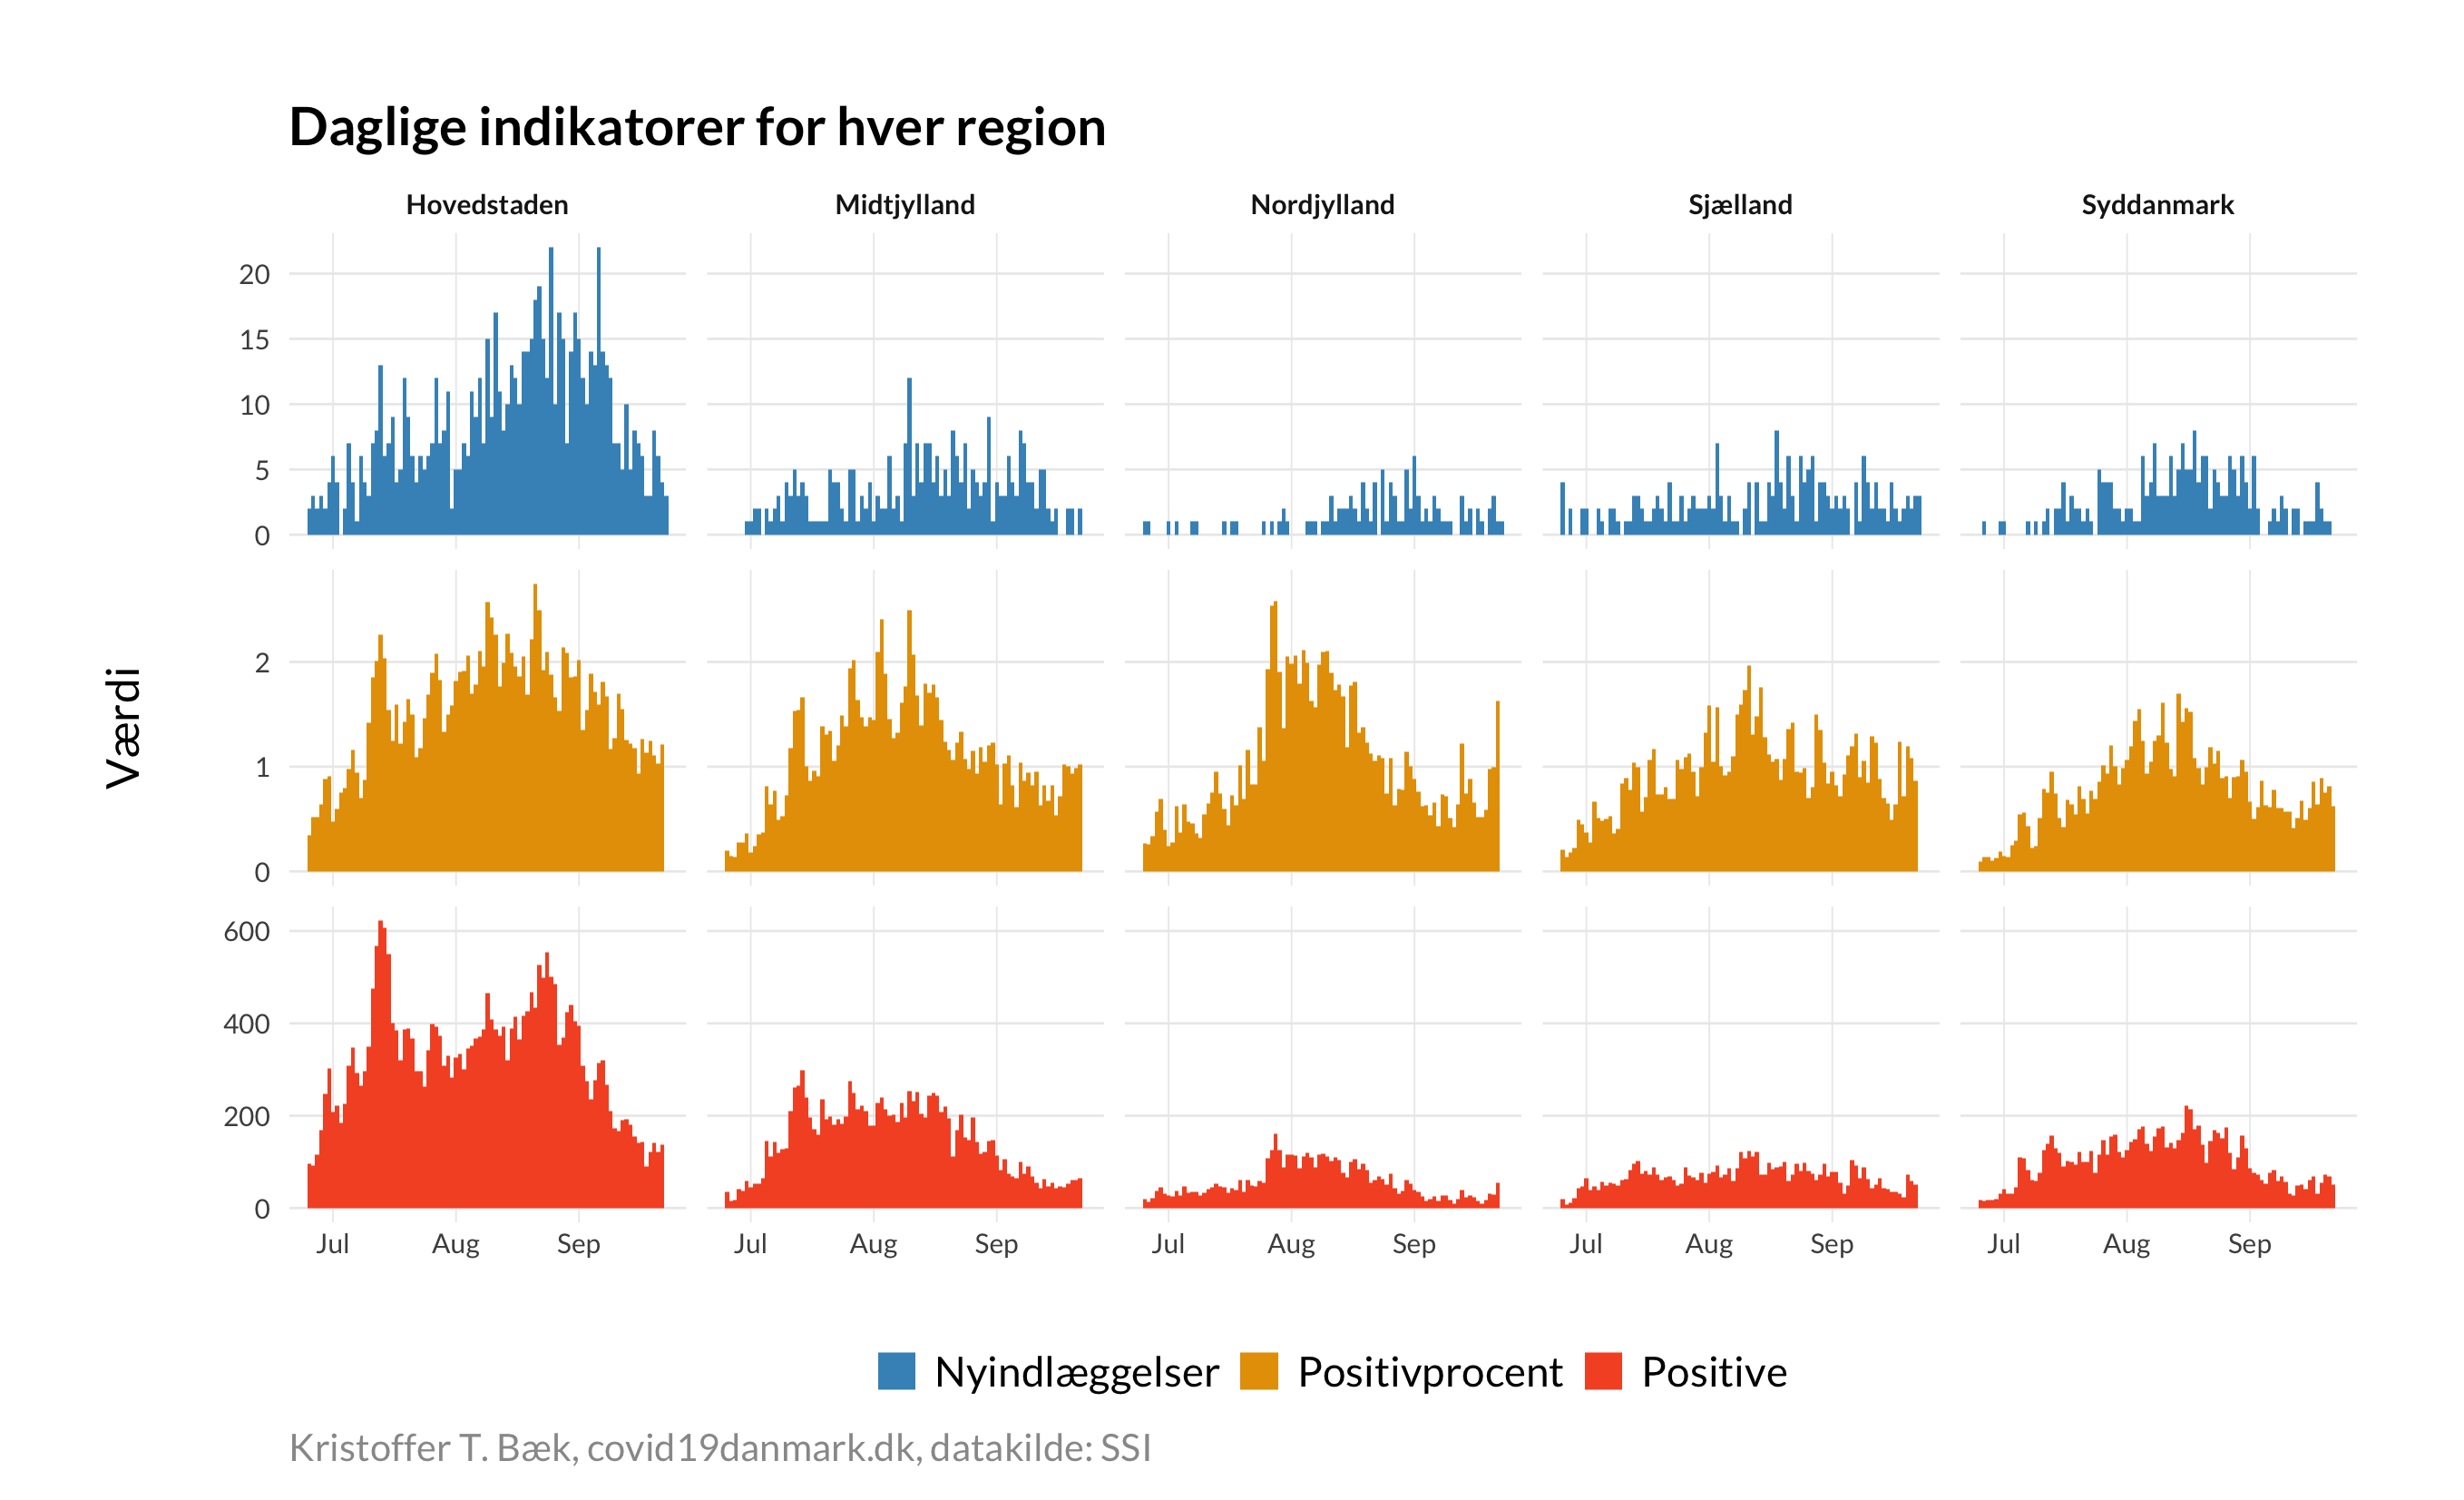 Daglige indikatorer for hver region
Hovedstaden Midtjylland Nordjylland Sjælland Syddanmark
20
15
10
5
0
2
1
0
600
400
200
0
Værdi
Jul Aug Sep Jul Aug Sep Jul Aug Sep Jul Aug Sep Jul Aug Sep
Nyindlæggelser Positivprocent Positive
Kristoffer T. Bæk, covid19danmark.dk, datakilde: SSI